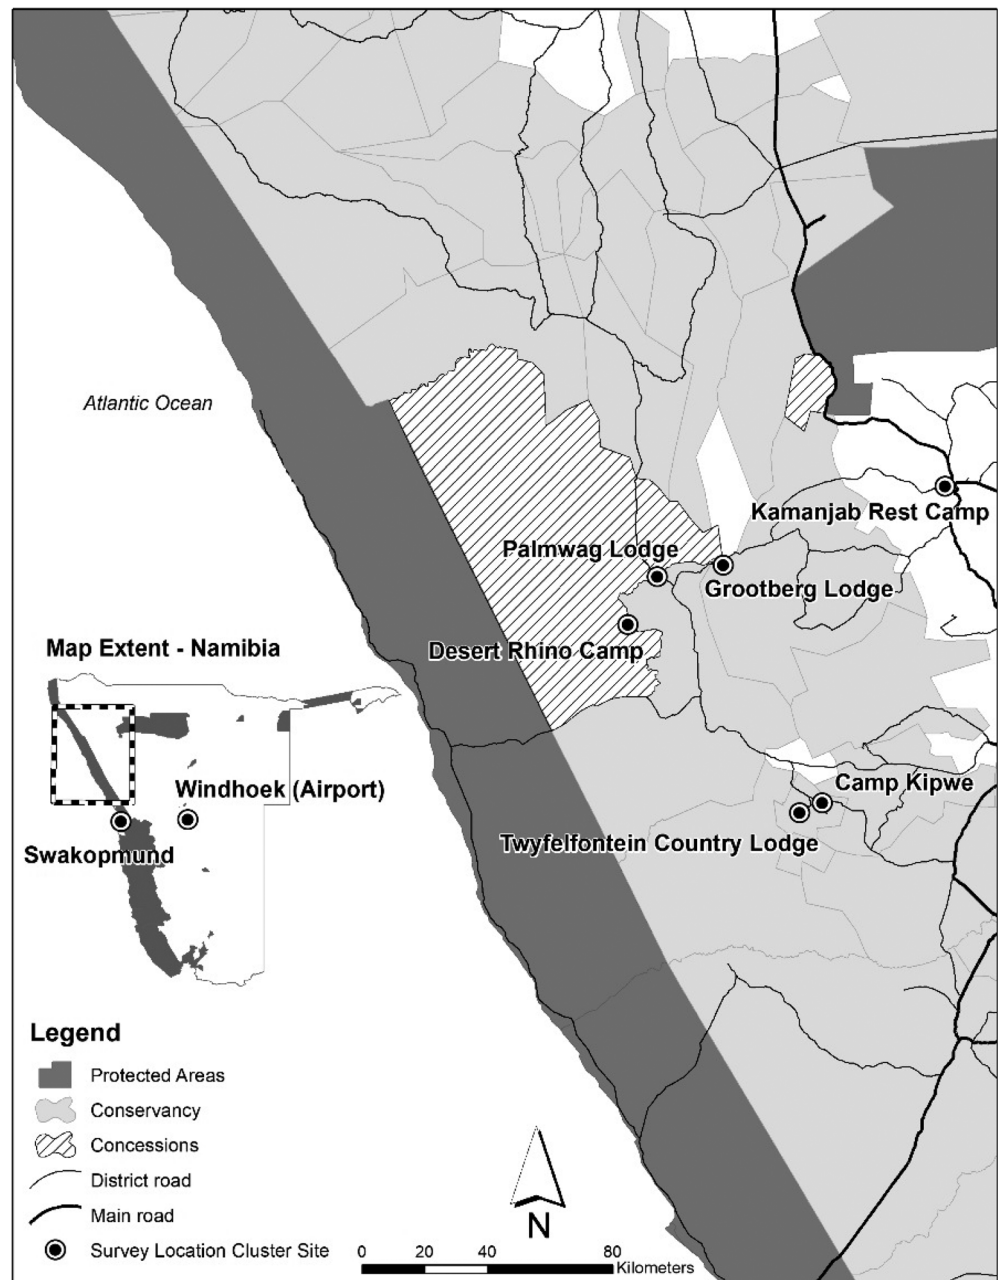 Atlantic Ocean
Kamanjab Rest Camp
Palmwag Lodge
Grootberg Lodge
Desert Rhino Camp
Map Extent - Namibia
Camp Kipwe
Windhoek (Airport)
Twyfelfontein Country Lodge
Swakopmund
Legend
Protected Areas
Conservancy
Concessions
District road
Main road
Survey Location Cluster Site
N
0 20 40 80
Kilometers